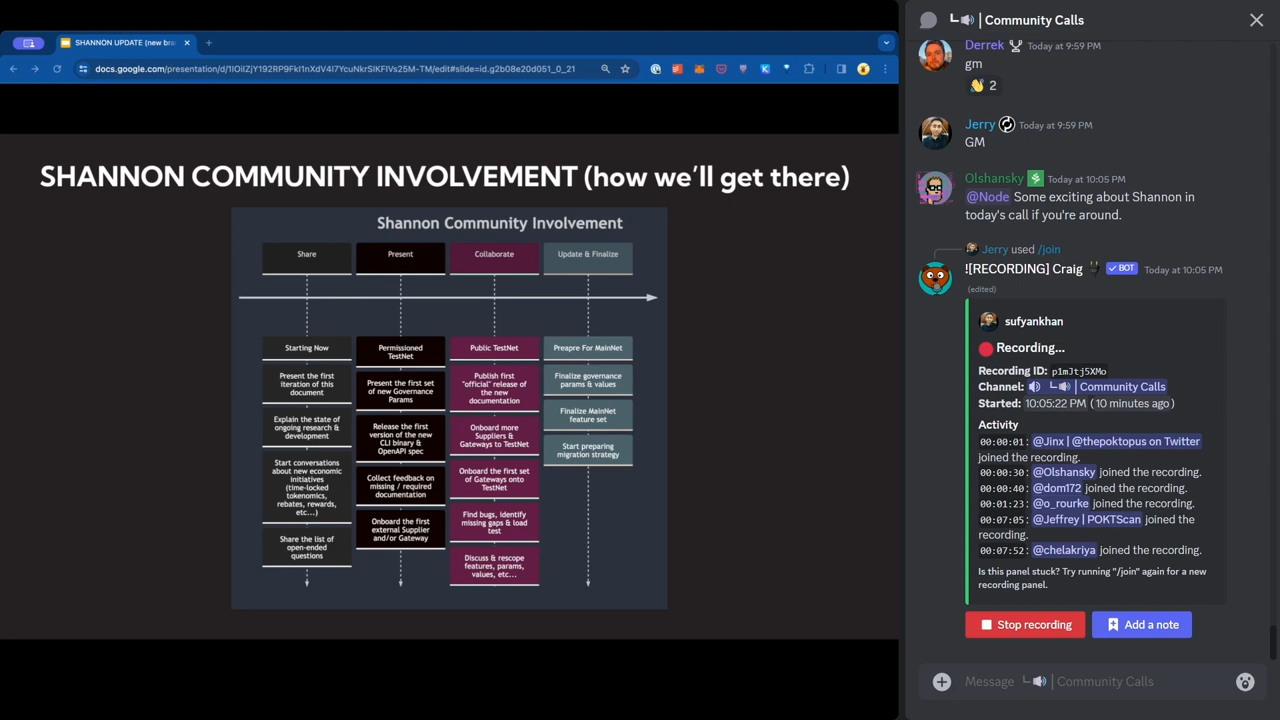 SHANNON UPDATE (new bra
docs.google.com/presentation/d/1IOiIZjY192RP9FkI1nXdV4I7YcuNkrSIKFIVs25M-TM/edit#slide=id.g2b08e20d051_0_21
SHANNON COMMUNITY INVOLVEMENT (how we'll get there)
Shannon Community Involvement
Share
Present
Collaborate
Update & Finalize
Starting Now
Present the first
iteration of this
document
Explain the state of
ongoing research &
development
Start conversations
about new economic
initiatives
(time-locked
tokenomics,
rebates, rewards,
etc...)
Share the list of
open-ended
questions
Permissioned
TestNet
Present the first set
of new Governance
Params
Release the first
version of the new
CLI binary &
OpenAPI spec
Collect feedback on
missing / required
documentation
Onboard the first
external Supplier
and/or Gateway
Public TestNet
Publish first
"official" release of
the new
documentation
Onboard more
Suppliers &
Gateways to TestNet
Onboard the first set
of Gateways onto
TestNet
Find bugs, identify
missing gaps & load
test
Discuss & rescope
features, params,
values, etc...
Preapre For MainNet
Finalize governance
params & values
Finalize MainNet
feature set
Start preparing
migration strategy
Community Calls
Derrek Today at 9:59 PM
gm
2
Jerry Today at 9:59 PM
GM
Olshansky Today at 10:05 PM
@Node Some exciting about Shannon in
today's call if you're around.
Jerry used /join
![RECORDING] Craig BOT Today at 10:05 PM
(edited)
sufyankhan
Recording...
Recording ID: p1mJtj5XMo
Channel: Community Calls
Started: 10:05:22 PM (10 minutes ago)
Activity
00:00:01: @Jinx | @thepoktopus on Twitter
joined the recording.
00:00:30: @Olshansky joined the recording.
00:00:40: @dom172 joined the recording.
00:01:23: @o_rourke joined the recording.
00:07:05: @Jeffrey | POKTScan joined the
recording.
00:07:52: @chelakriya joined the recording.
Is this panel stuck? Try running "/join" again for a new
recording panel.
Stop recording
Add a note
Message Community Calls